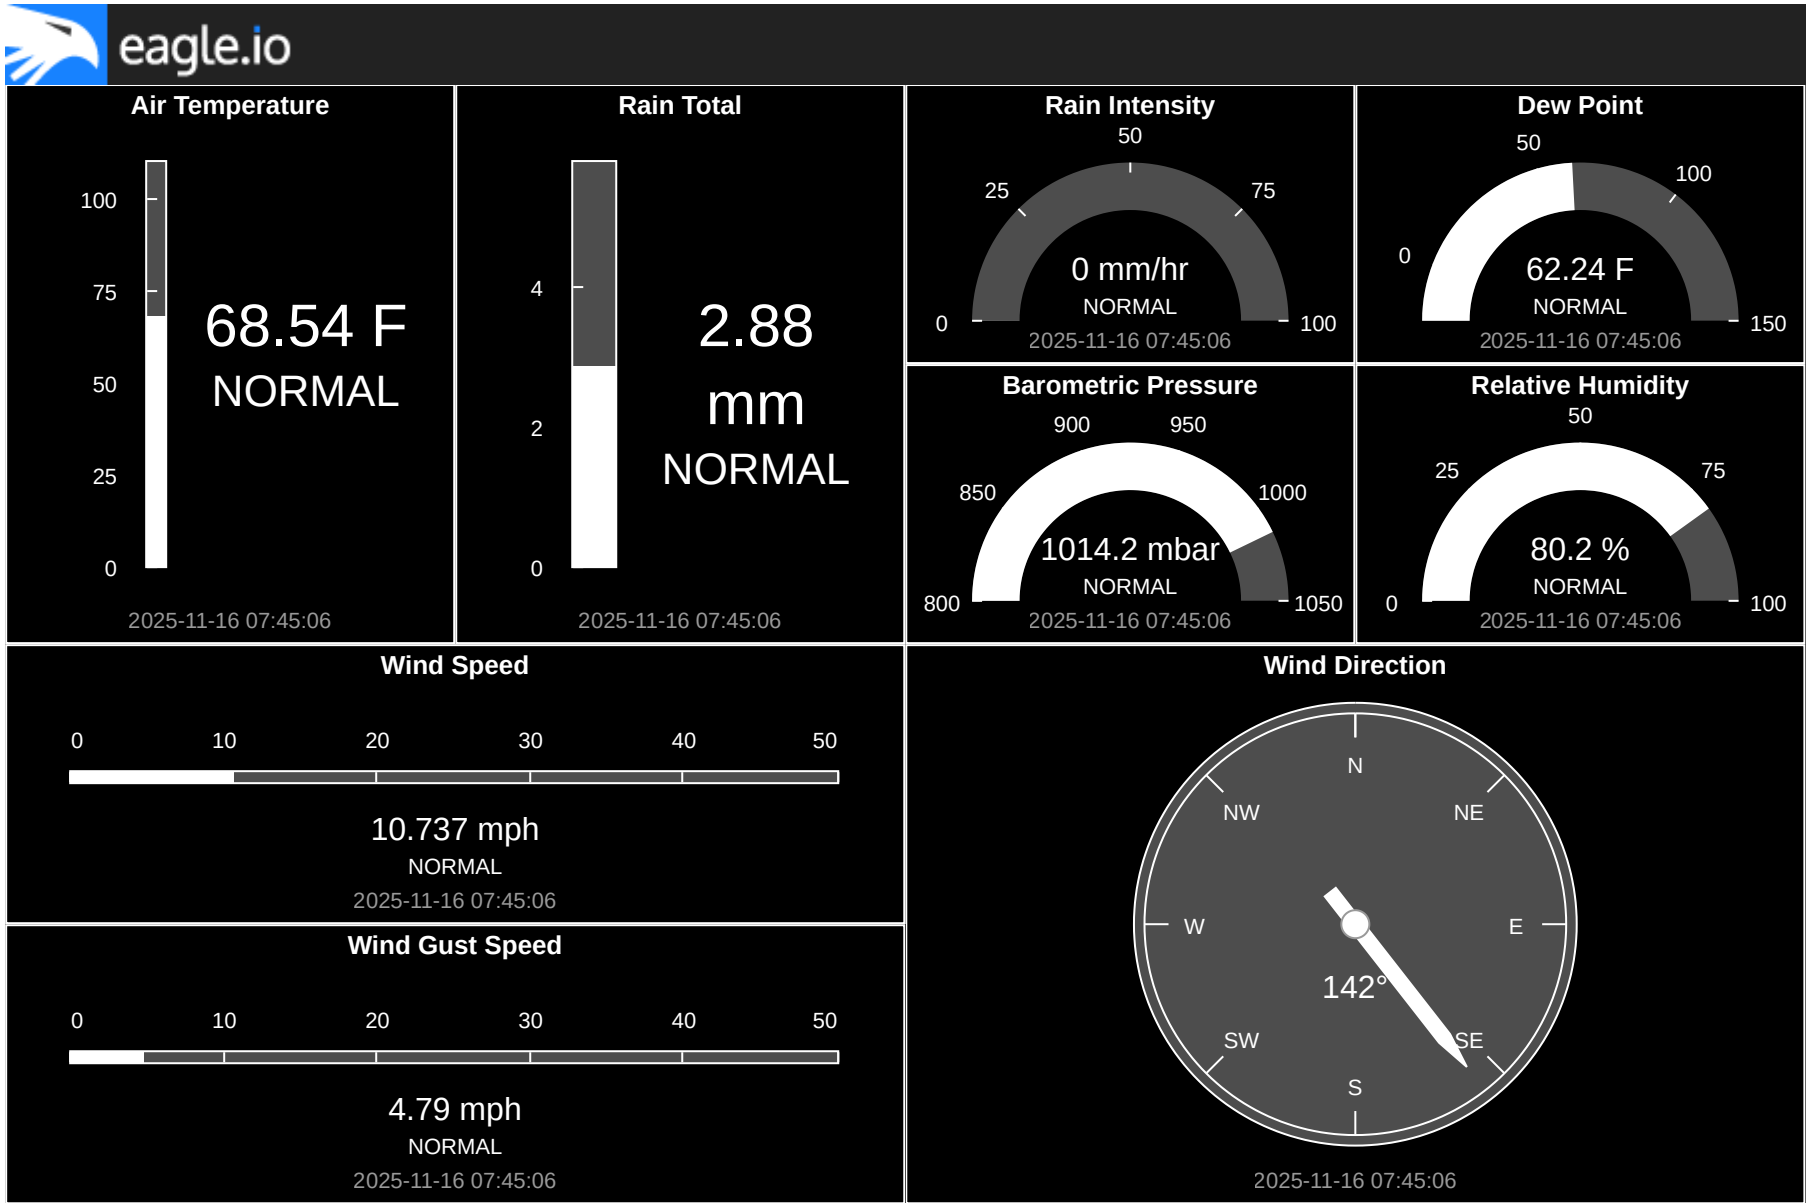 eagle.io
Air Temperature
100
75
50
25
0
68.54 F
NORMAL
2025-11-16 07:45:06
Rain Total
4
2
0
2.88
mm
NORMAL
2025-11-16 07:45:06
Rain Intensity
0
25
50
75
100
0 mm/hr
NORMAL
2025-11-16 07:45:06
Dew Point
0
50
100
150
62.24 F
NORMAL
2025-11-16 07:45:06
Barometric Pressure
800
850
900
950
1000
1050
1014.2 mbar
NORMAL
2025-11-16 07:45:06
Relative Humidity
0
25
50
75
100
80.2 %
NORMAL
2025-11-16 07:45:06
Wind Speed
0 10 20 30 40 50
10.737 mph
NORMAL
2025-11-16 07:45:06
Wind Gust Speed
0 10 20 30 40 50
4.79 mph
NORMAL
2025-11-16 07:45:06
Wind Direction
N
NW NE
W E
142°
SW SE
S
2025-11-16 07:45:06